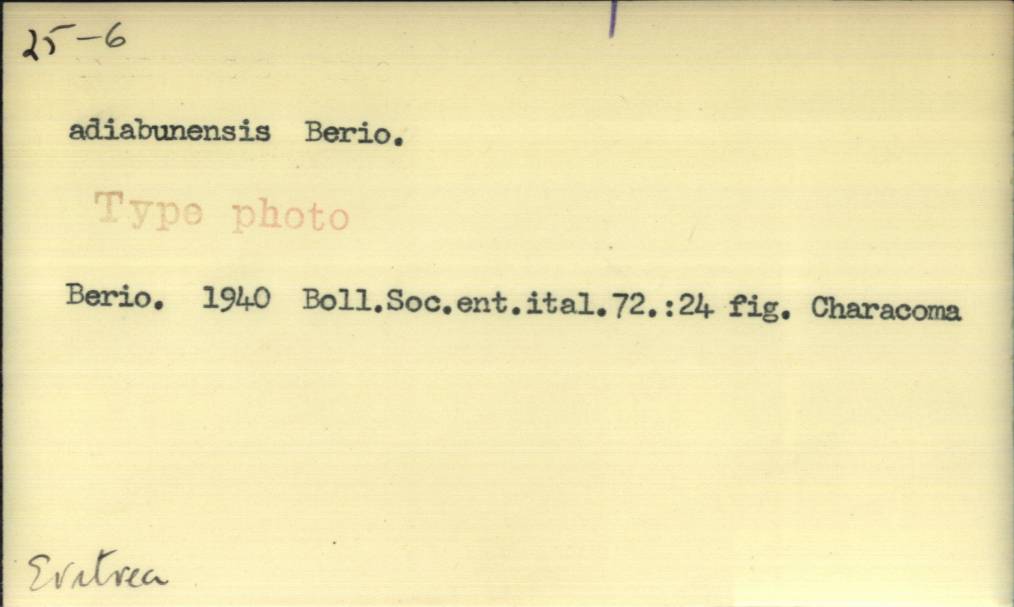 25-6
adiabunensis Berio.
Type photo
Berio. 1940 Boll.Soc.ent.ital.72.:24 fig. Characoma
Eritrea